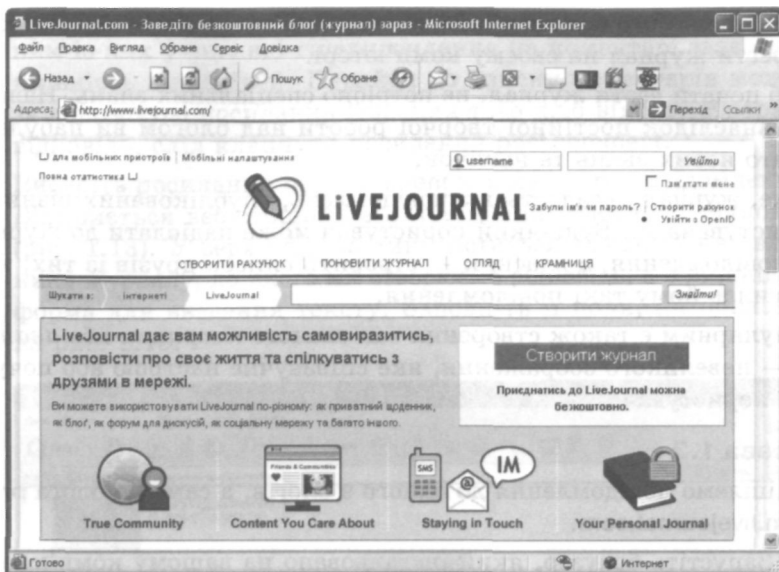 LiveJournal.com - Заведіть безкоштовний блоґ (журнал) зараз - Microsoft Internet Explorer
Файл Правка Вигляд Обране Сервіс Довідка
Назад Пошук Обране
Адреса: http://www.livejournal.com/ Перехід Ссылки »
для мобільних пристроїв | Мобільні налаштування
username Увійти
Повна статистика
Пам'ятати мене
LiVEJOURNAL
Забули ім'я чи пароль? | Створити рахунок
Увійти з OpenID
СТВОРИТИ РАХУНОК | ПОНОВИТИ ЖУРНАЛ | ОГЛЯД | КРАМНИЦЯ
Шукати з: інтернеті LiveJournal Знайти!
LiveJournal дає вам можливість самовиразитись,
розповісти про своє життя та спілкуватись з
друзями в мережі.
Ви можете використовувати LiveJournal по-різному: як приватний щоденник,
як блоґ, як форум для дискусій, як соціальну мережу та багато іншого.
Створити журнал
Приєднатись до LiveJournal можна
безкоштовно.
Friends & Communities
SMS
@
IM
True Community Content You Care About Staying in Touch Your Personal Journal
Готово Интернет